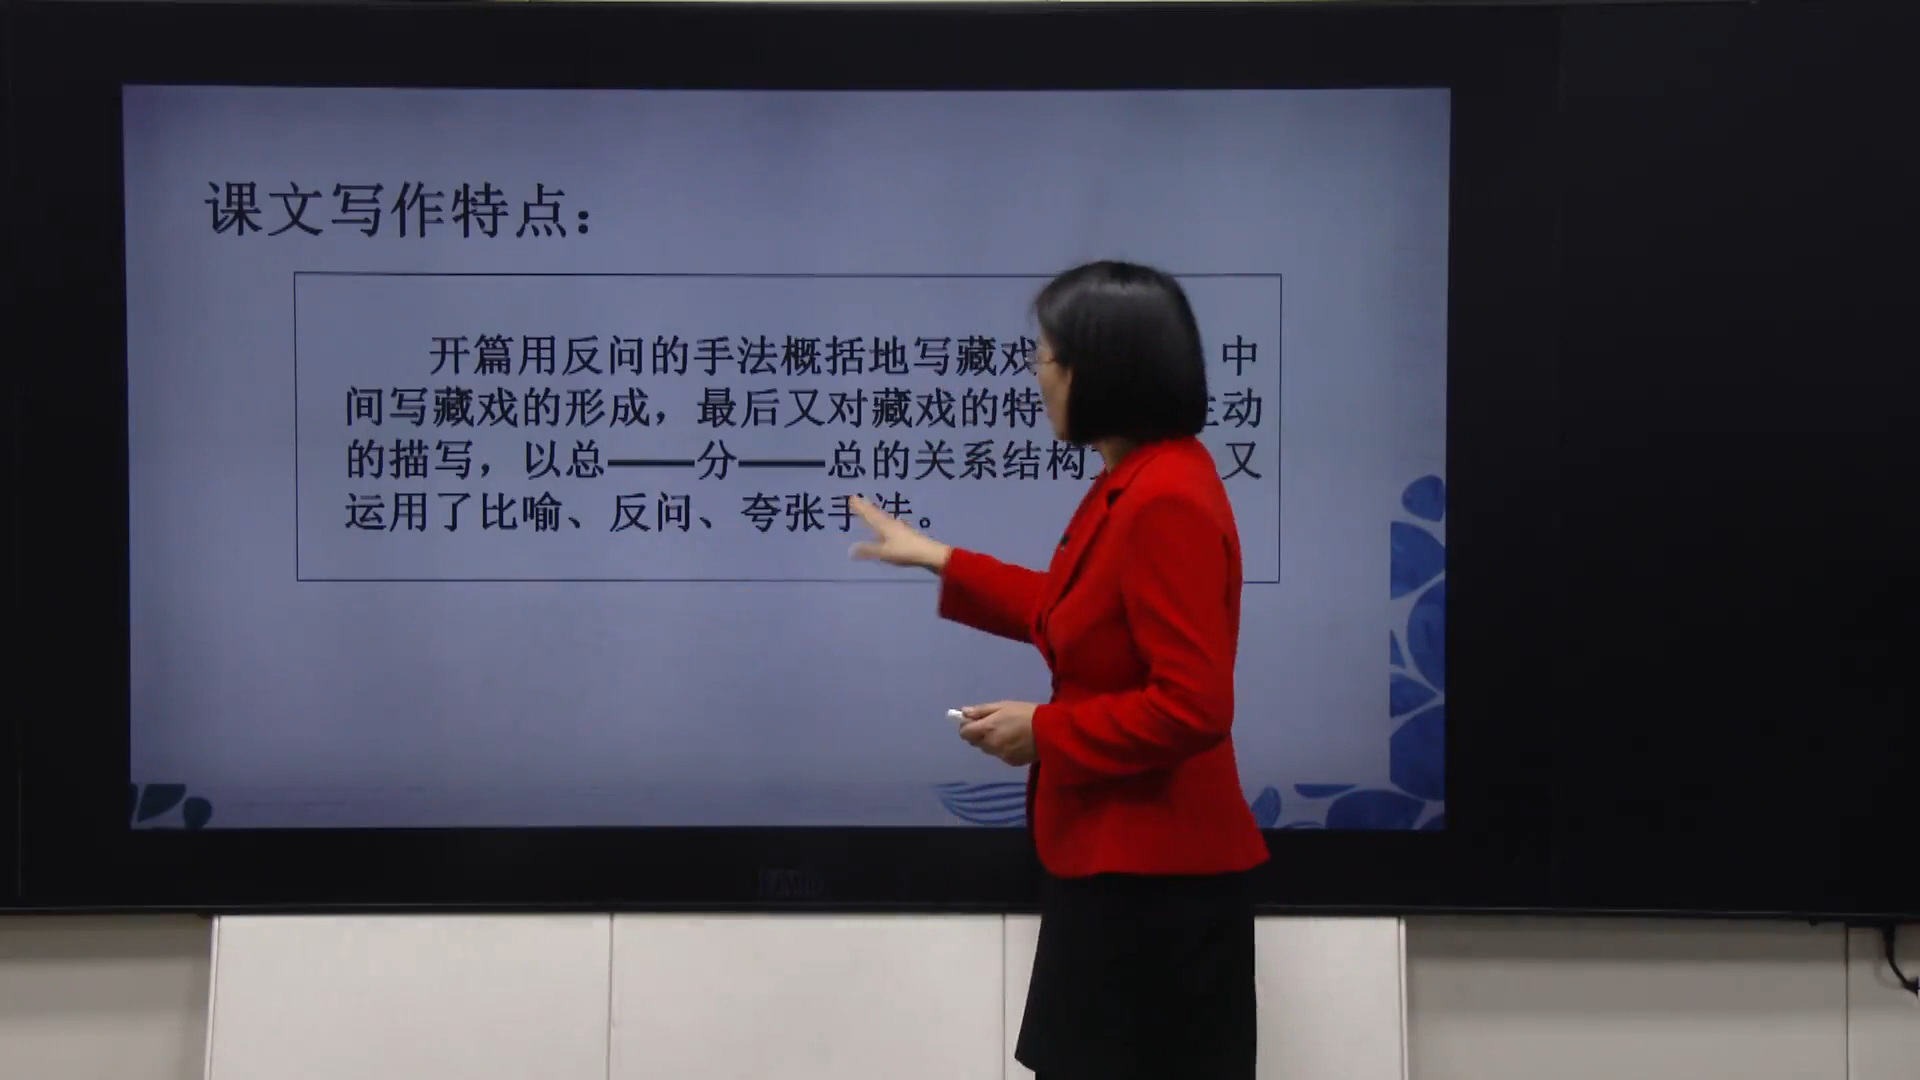 课文写作特点：
开篇用反问的手法概括地写藏戏 中
间写藏戏的形成，最后又对藏戏的特 生动
的描写，以总——分——总的关系结构 又
运用了比喻、反问、夸张手法。